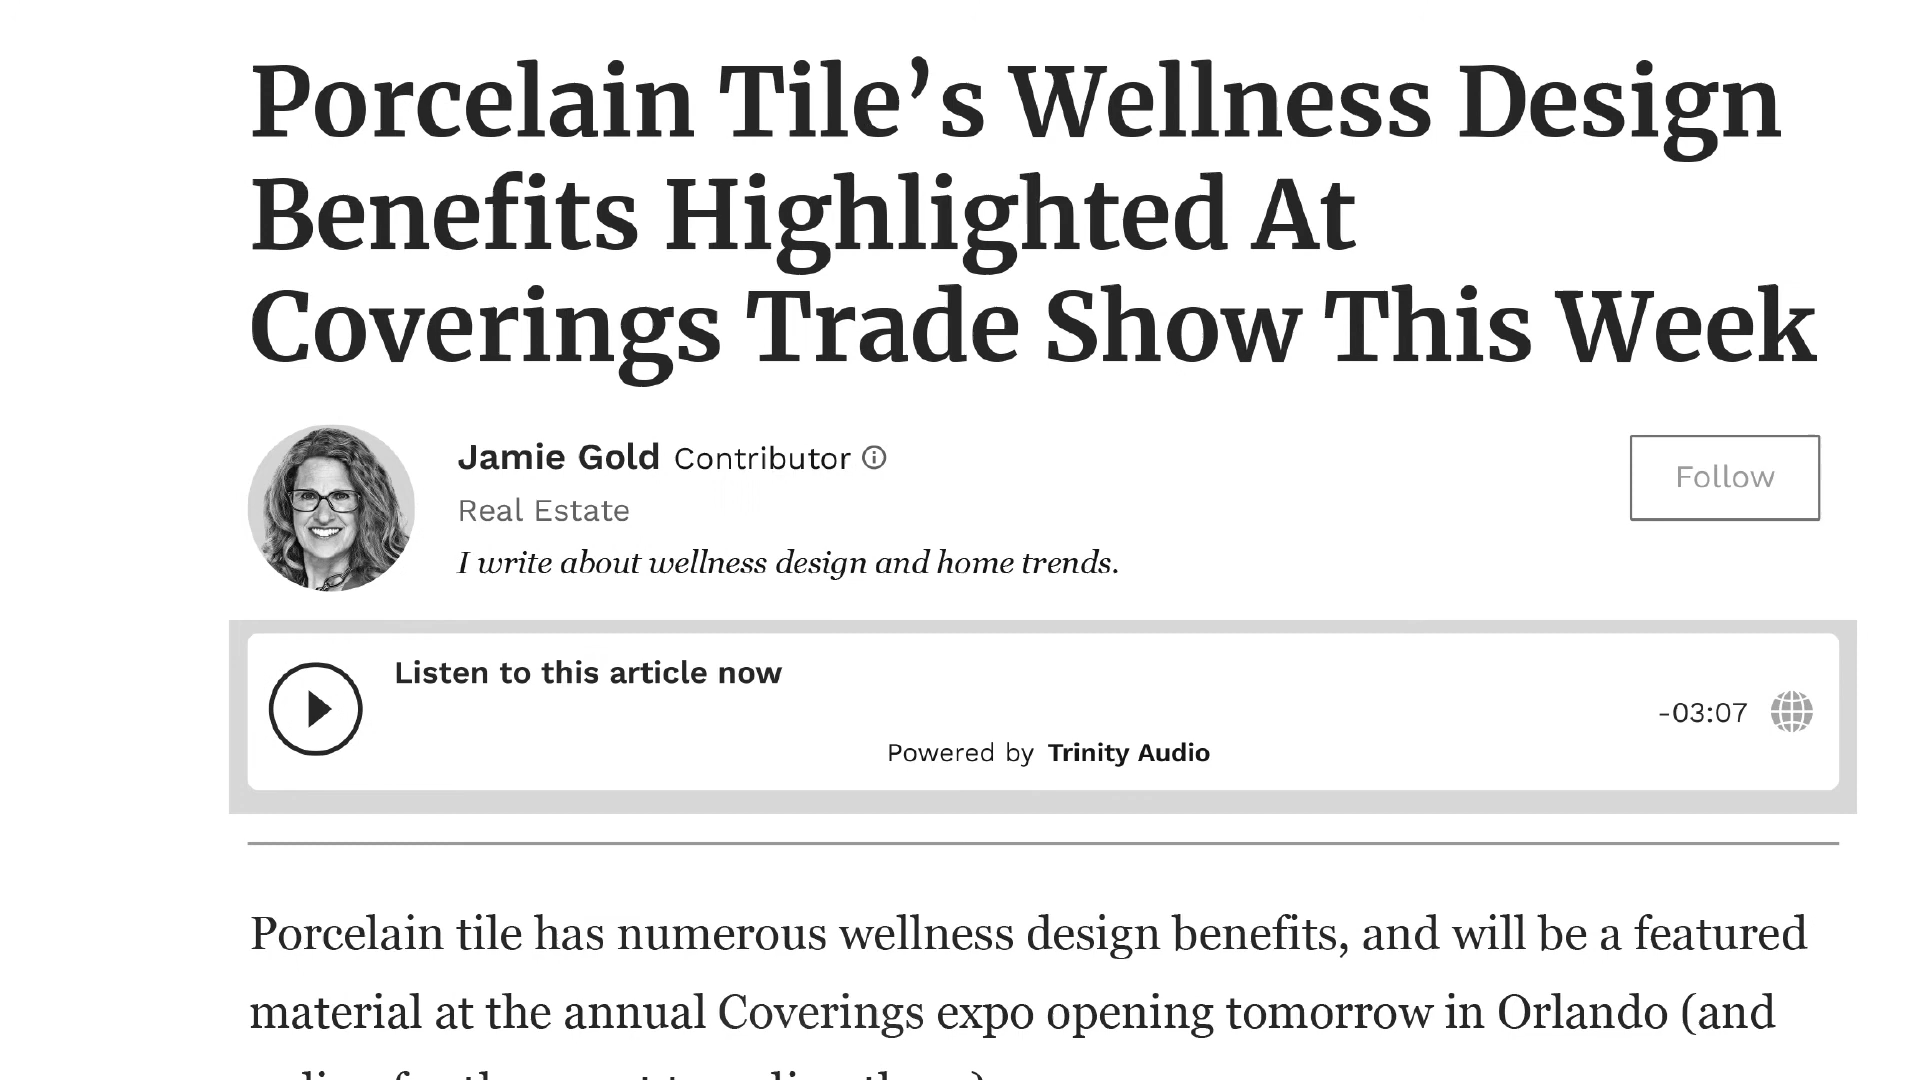 Porcelain Tile’s Wellness Design
Benefits Highlighted At
Coverings Trade Show This Week
Jamie Gold Contributor
Follow
Real Estate
I write about wellness design and home trends.
Listen to this article now
-03:07
Powered by Trinity Audio
Porcelain tile has numerous wellness design benefits, and will be a featured
material at the annual Coverings expo opening tomorrow in Orlando (and